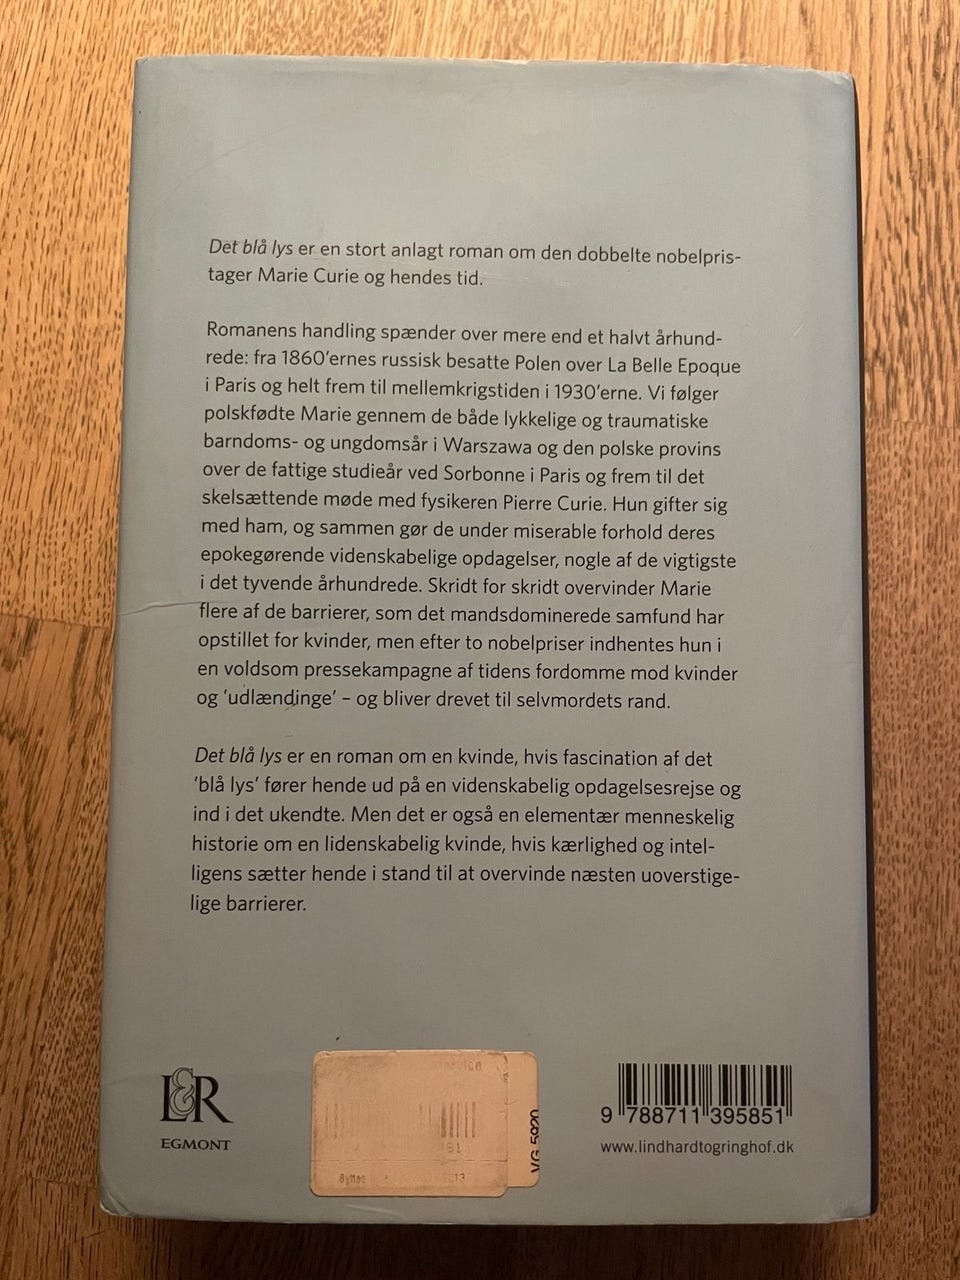 Det blå lys er en stort anlagt roman om den dobbelte nobelpris-
tager Marie Curie og hendes tid.
Romanens handling spænder over mere end et halvt århund-
rede: fra 1860'ernes russisk besatte Polen over La Belle Epoque
i Paris og helt frem til mellemkrigstiden i 1930'erne. Vi følger
polskfødte Marie gennem de både lykkelige og traumatiske
barndoms- og ungdomsår i Warszawa og den polske provins
over de fattige studieår ved Sorbonne i Paris og frem til det
skelsættende møde med fysikeren Pierre Curie. Hun gifter sig
med ham, og sammen gør de under miserable forhold deres
epokegørende videnskabelige opdagelser, nogle af de vigtigste
i det tyvende århundrede. Skridt for skridt overvinder Marie
flere af de barrierer, som det mandsdominerede samfund har
opstillet for kvinder, men efter to nobelpriser indhentes hun i
en voldsom pressekampagne af tidens fordomme mod kvinder
og 'udlændinge' – og bliver drevet til selvmordets rand.
Det blå lys er en roman om en kvinde, hvis fascination af det
'blå lys' fører hende ud på en videnskabelig opdagelsesrejse og
ind i det ukendte. Men det er også en elementær menneskelig
historie om en lidenskabelig kvinde, hvis kærlighed og intel-
ligens sætter hende i stand til at overvinde næsten uoverstige-
lige barrierer.
L&R
EGMONT
VG 5920
9 788711 395851
www.lindhardtogringhof.dk